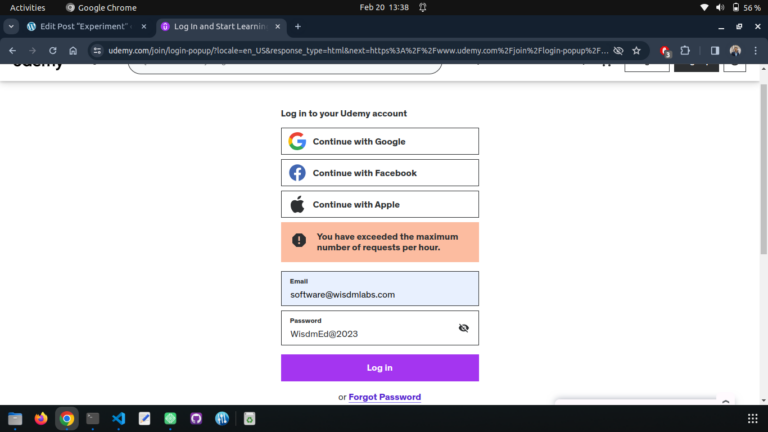 Activities
Google Chrome
Feb 20 13:38
56 %
Edit Post "Experiment"
Log In and Start Learnin
udemy.com/join/login-popup/?locale=en_US&response_type=html&next=https%3A%2F%2Fwww.udemy.com%2Fjoin%2Flogin-popup%2F...
3
udemy
Log in to your Udemy account
Continue with Google
Continue with Facebook
Continue with Apple
You have exceeded the maximum
number of requests per hour.
Email
software@wisdmlabs.com
Password
WisdmEd@2023
Log in
or Forgot Password